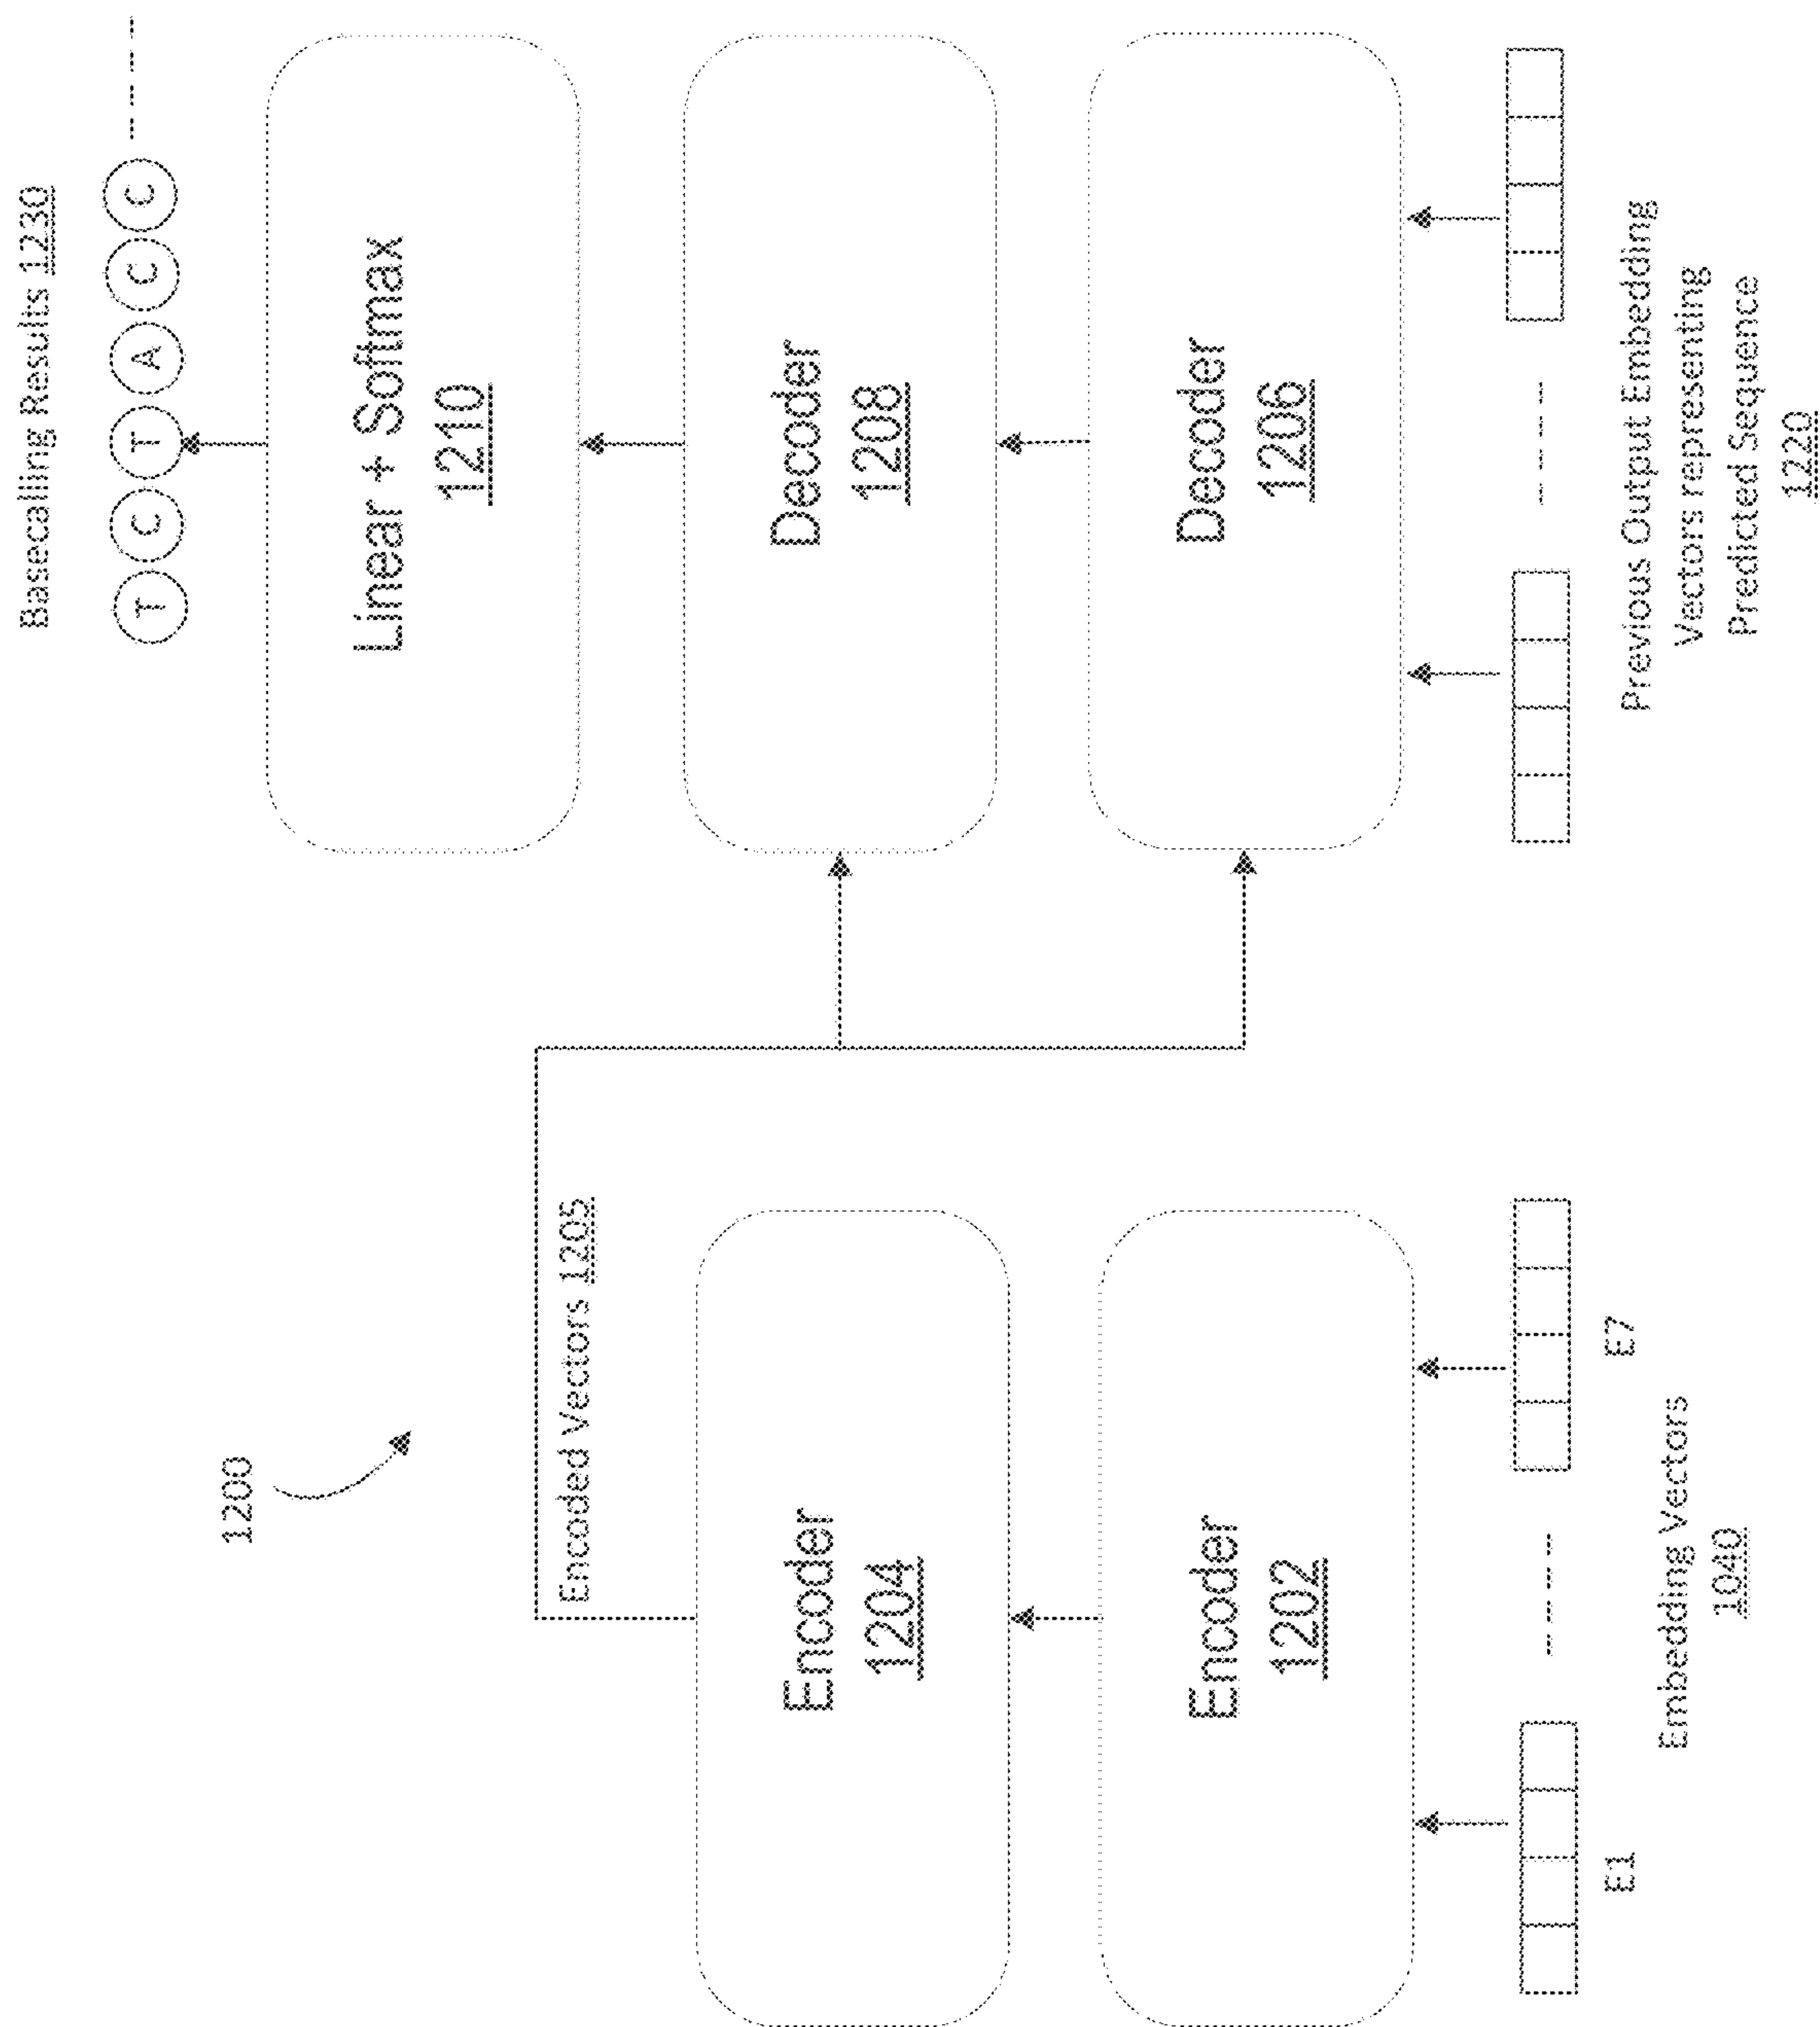 1200
Encoded Vectors 1205
Encoder
1204
Encoder
1202
E1
E7
Embedding Vectors
1040
Basecalling Results 1230
T C T A C C
Linear + Softmax
1210
Decoder
1208
Decoder
1206
Previous Output Embedding
Vectors representing
Predicted Sequence
1220